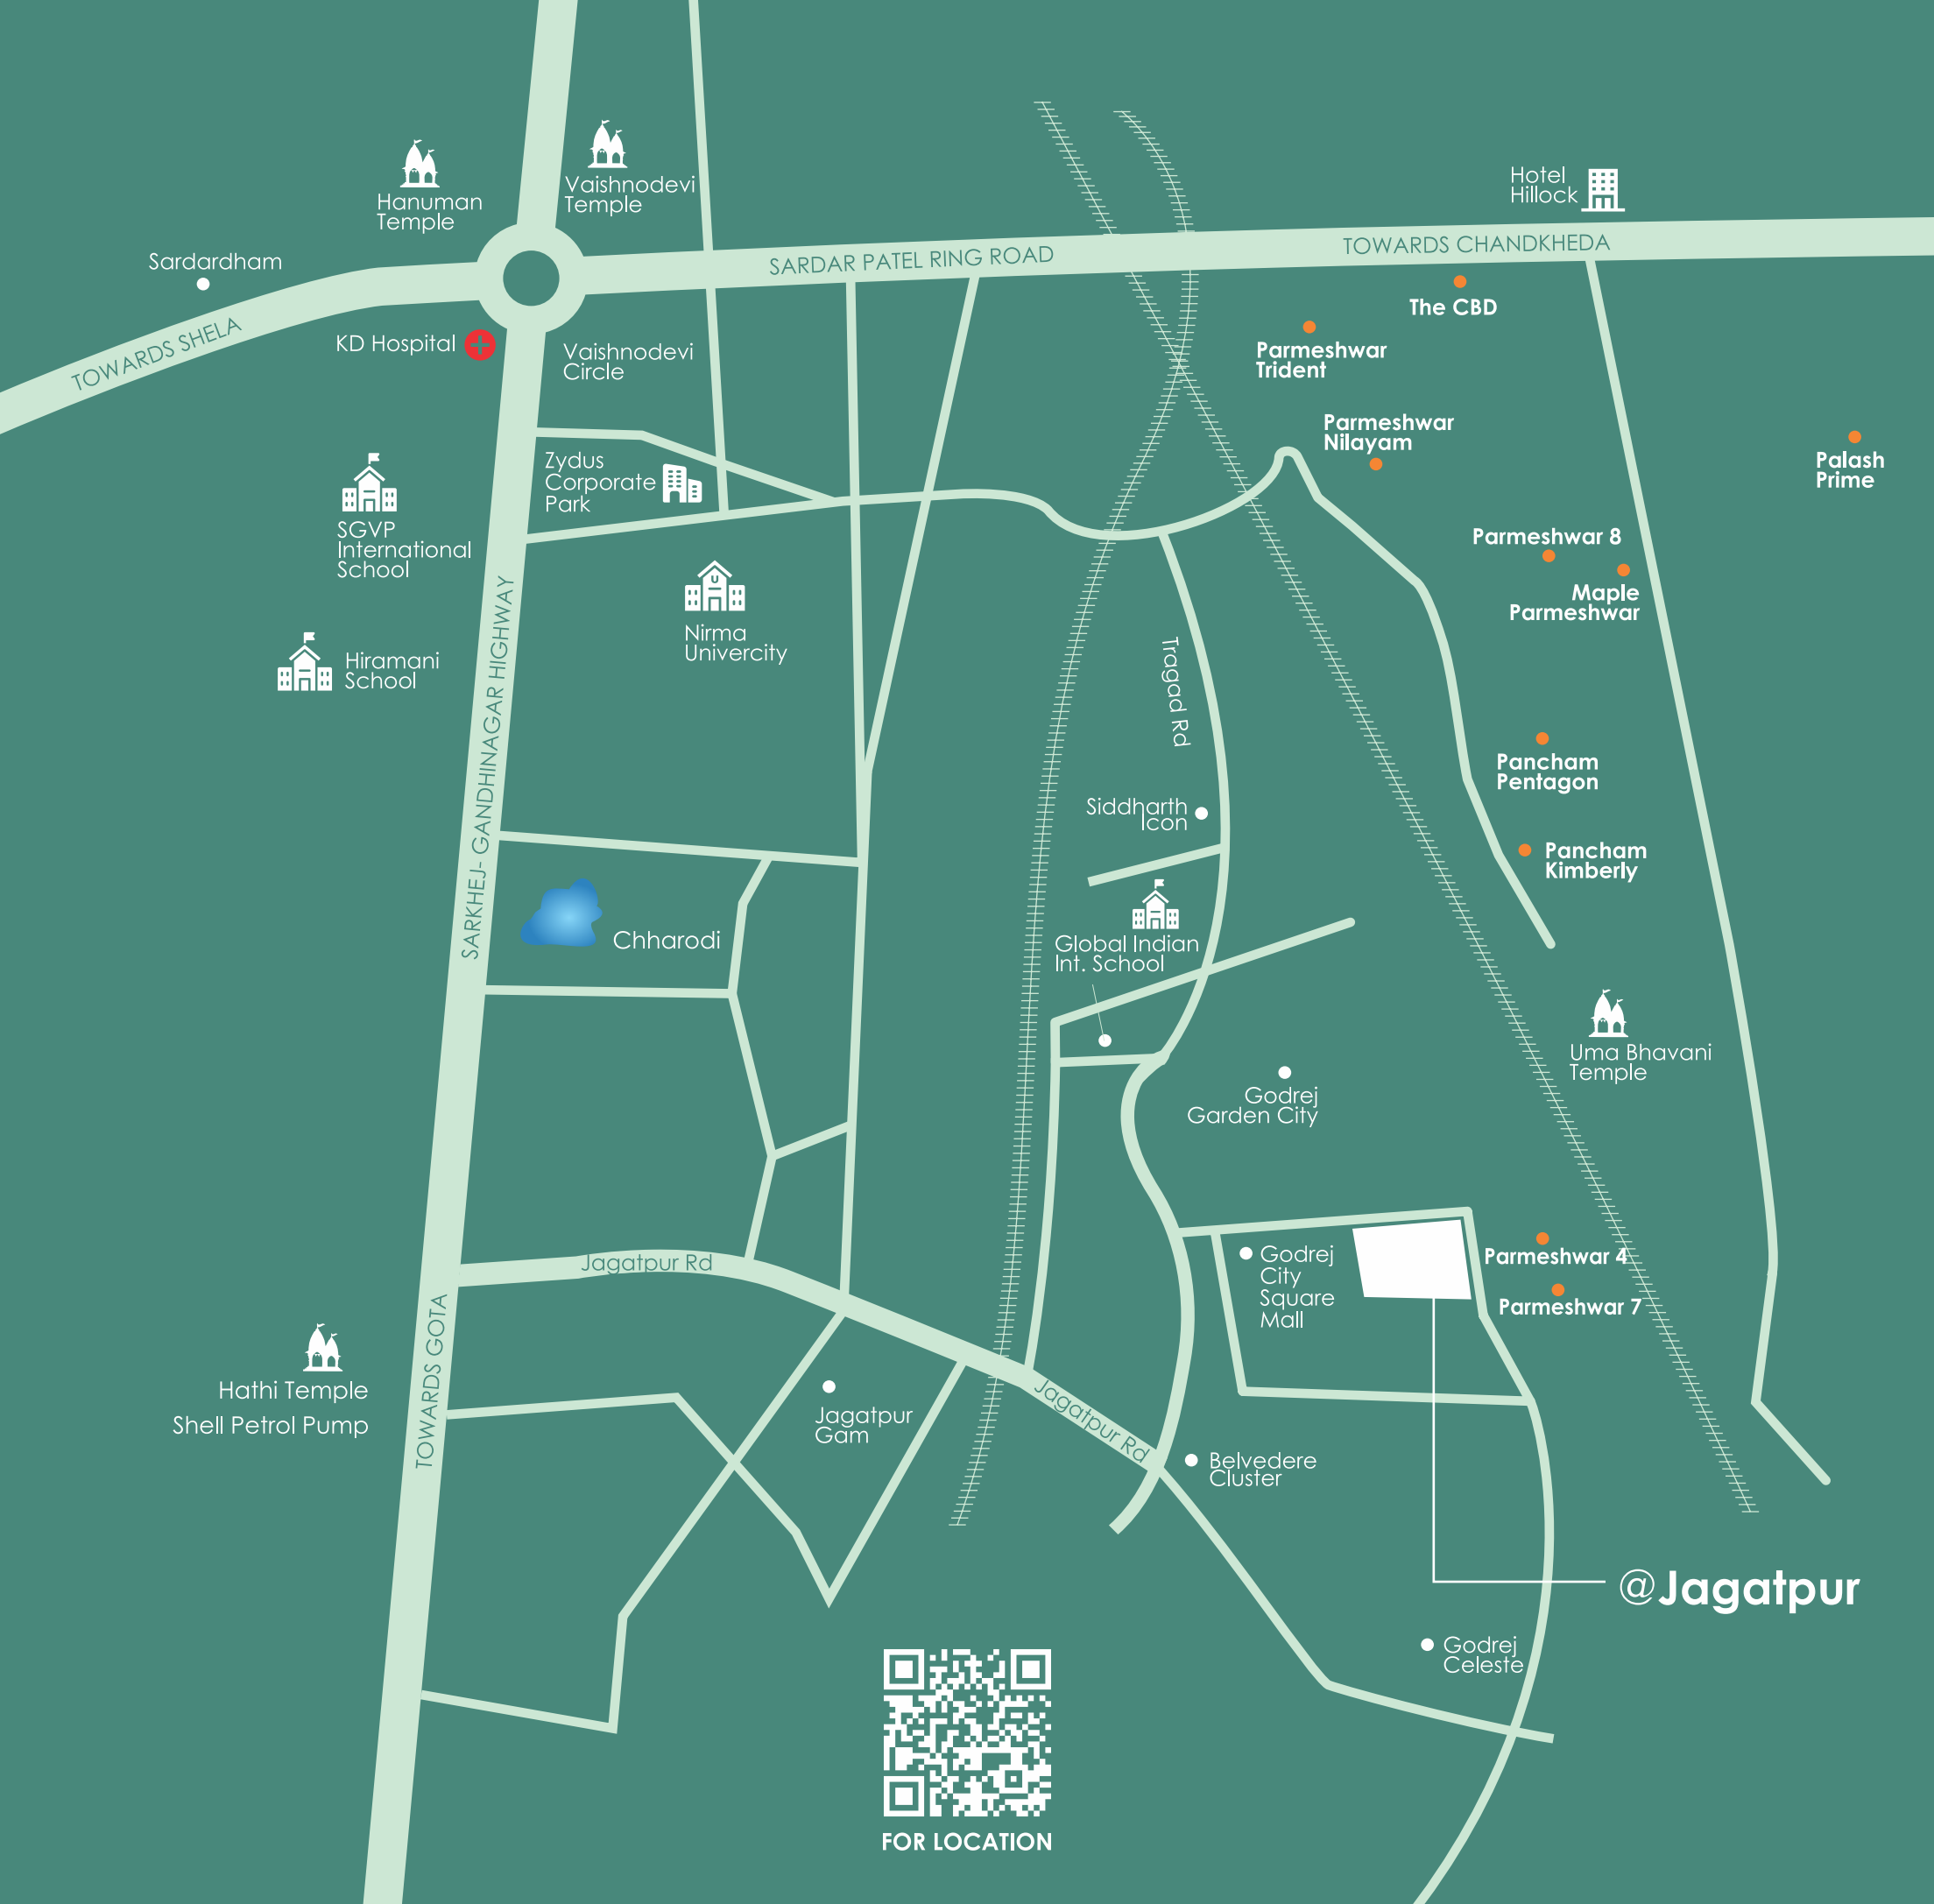 Hotel
Hillock
Vaishnodevi
Temple
Hanuman
Temple
Sardardham
TOWARDS SHELA
SARDAR PATEL RING ROAD
TOWARDS CHANDKHEDA
The CBD
KD Hospital
Vaishnodevi
Circle
Parmeshwar
Trident
Parmeshwar
Nilayam
Palash
Prime
Zydus
Corporate
Park
SGVP
International
School
Parmeshwar 8
Maple
Parmeshwar
U
Nirma
Univercity
Hiramani
School
SARKHEJ- GANDHINAGAR HIGHWAY
Tragad Rd
Pancham
Pentagon
Siddharth
Icon
Pancham
Kimberly
Chharodi
Global Indian
Int. School
Uma Bhavani
Temple
Godrej
Garden City
Jagatpur Rd
Godrej
City
Square
Mall
Parmeshwar 4
Parmeshwar 7
TOWARDS GOTA
Hathi Temple
Shell Petrol Pump
Jagatpur
Gam
Jagatpur Rd
Belvedere
Cluster
@Jagatpur
Godrej
Celeste
FOR LOCATION